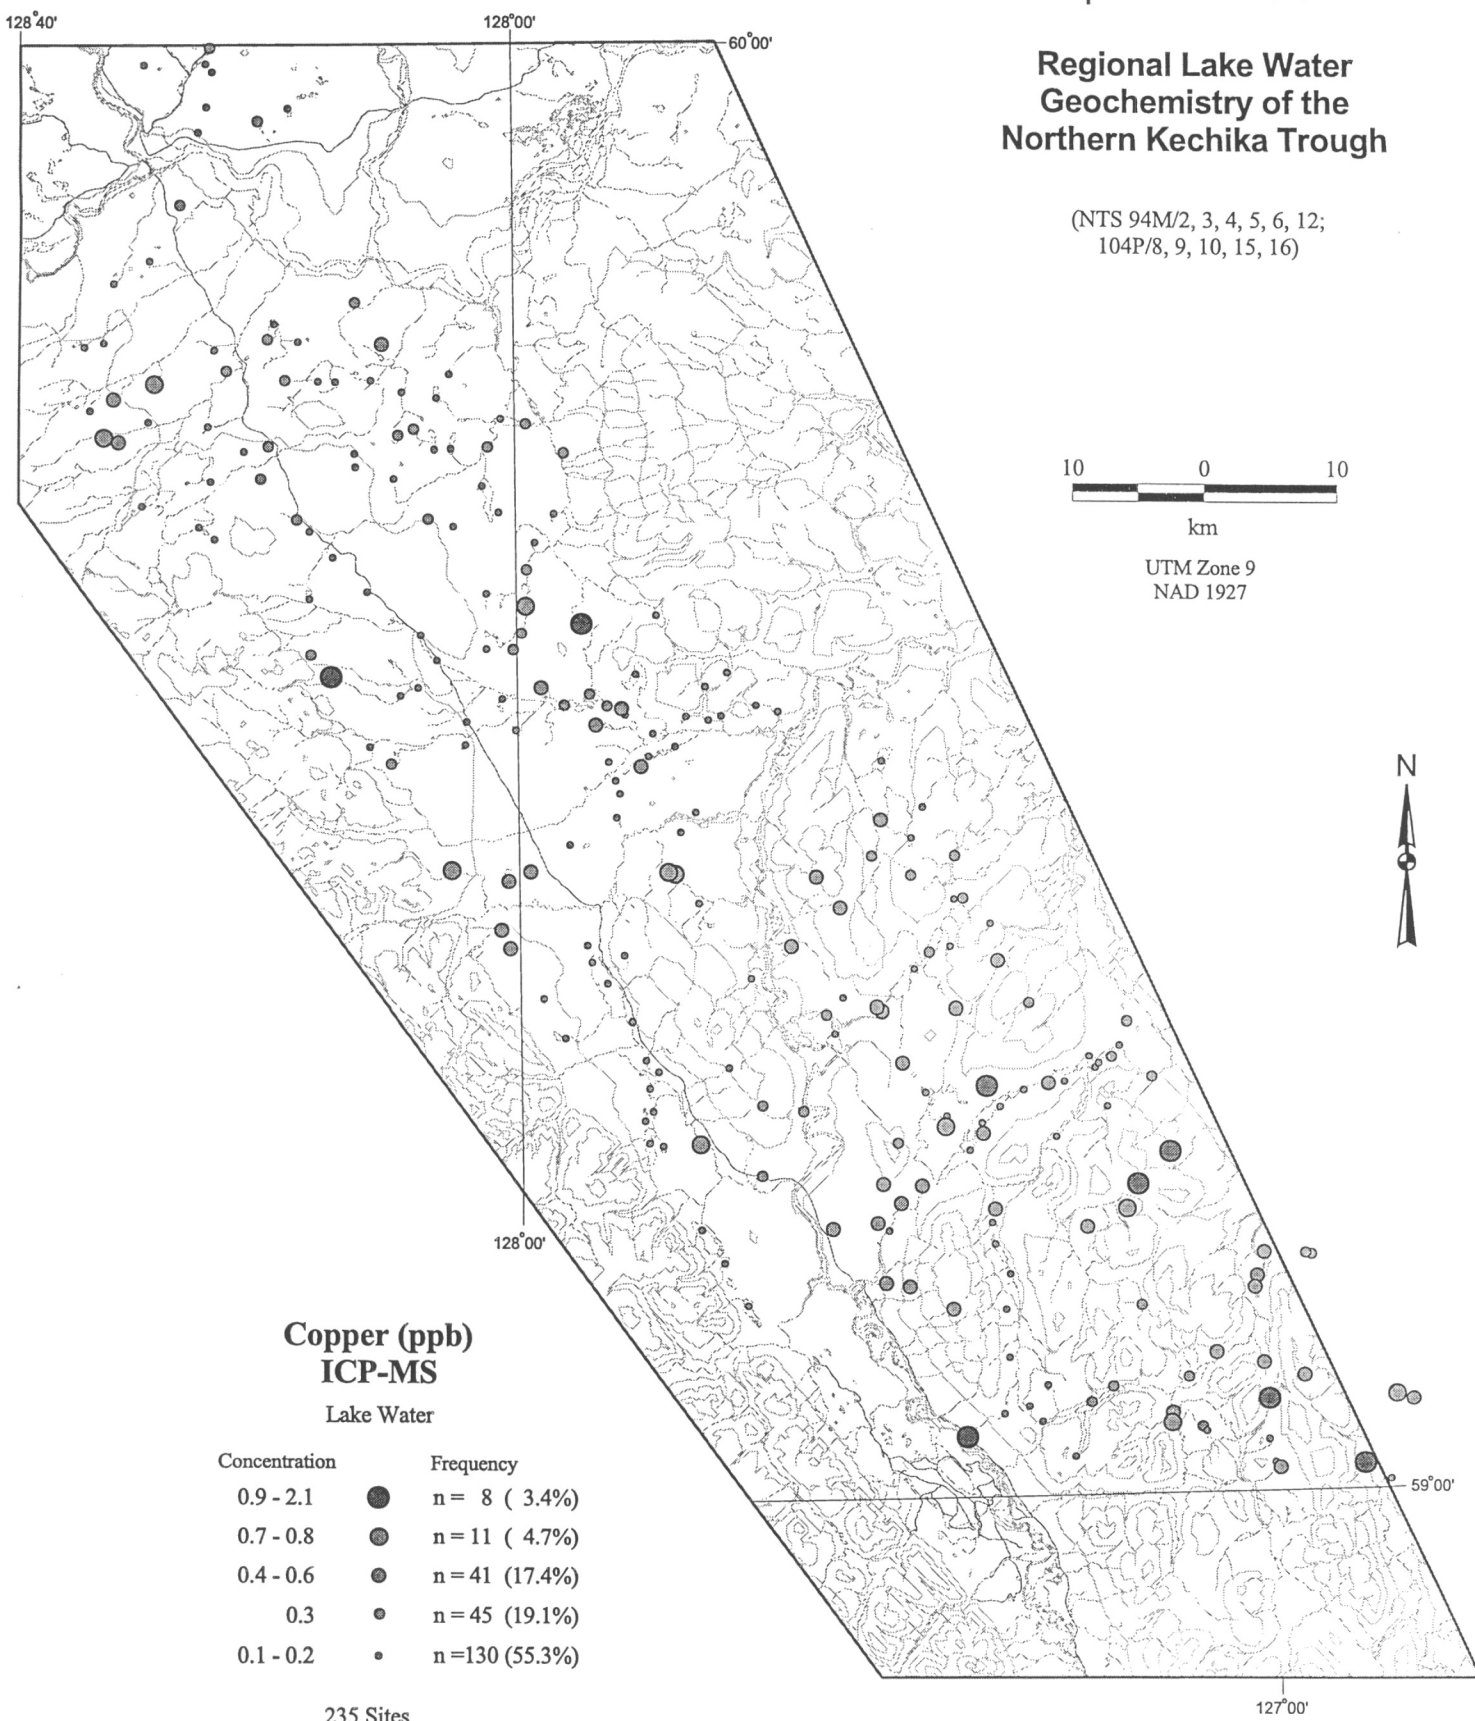 128°40'
128°00'
60°00'
Regional Lake Water
Geochemistry of the
Northern Kechika Trough
(NTS 94M/2, 3, 4, 5, 6, 12;
104P/8, 9, 10, 15, 16)
10 0 10
km
UTM Zone 9
NAD 1927
N
128°00'
Copper (ppb)
ICP-MS
Lake Water
Concentration Frequency
0.9 - 2.1 n = 8 ( 3.4%)
0.7 - 0.8 n = 11 ( 4.7%)
0.4 - 0.6 n = 41 (17.4%)
0.3 n = 45 (19.1%)
0.1 - 0.2 n =130 (55.3%)
235 Sites
59°00'
127°00'